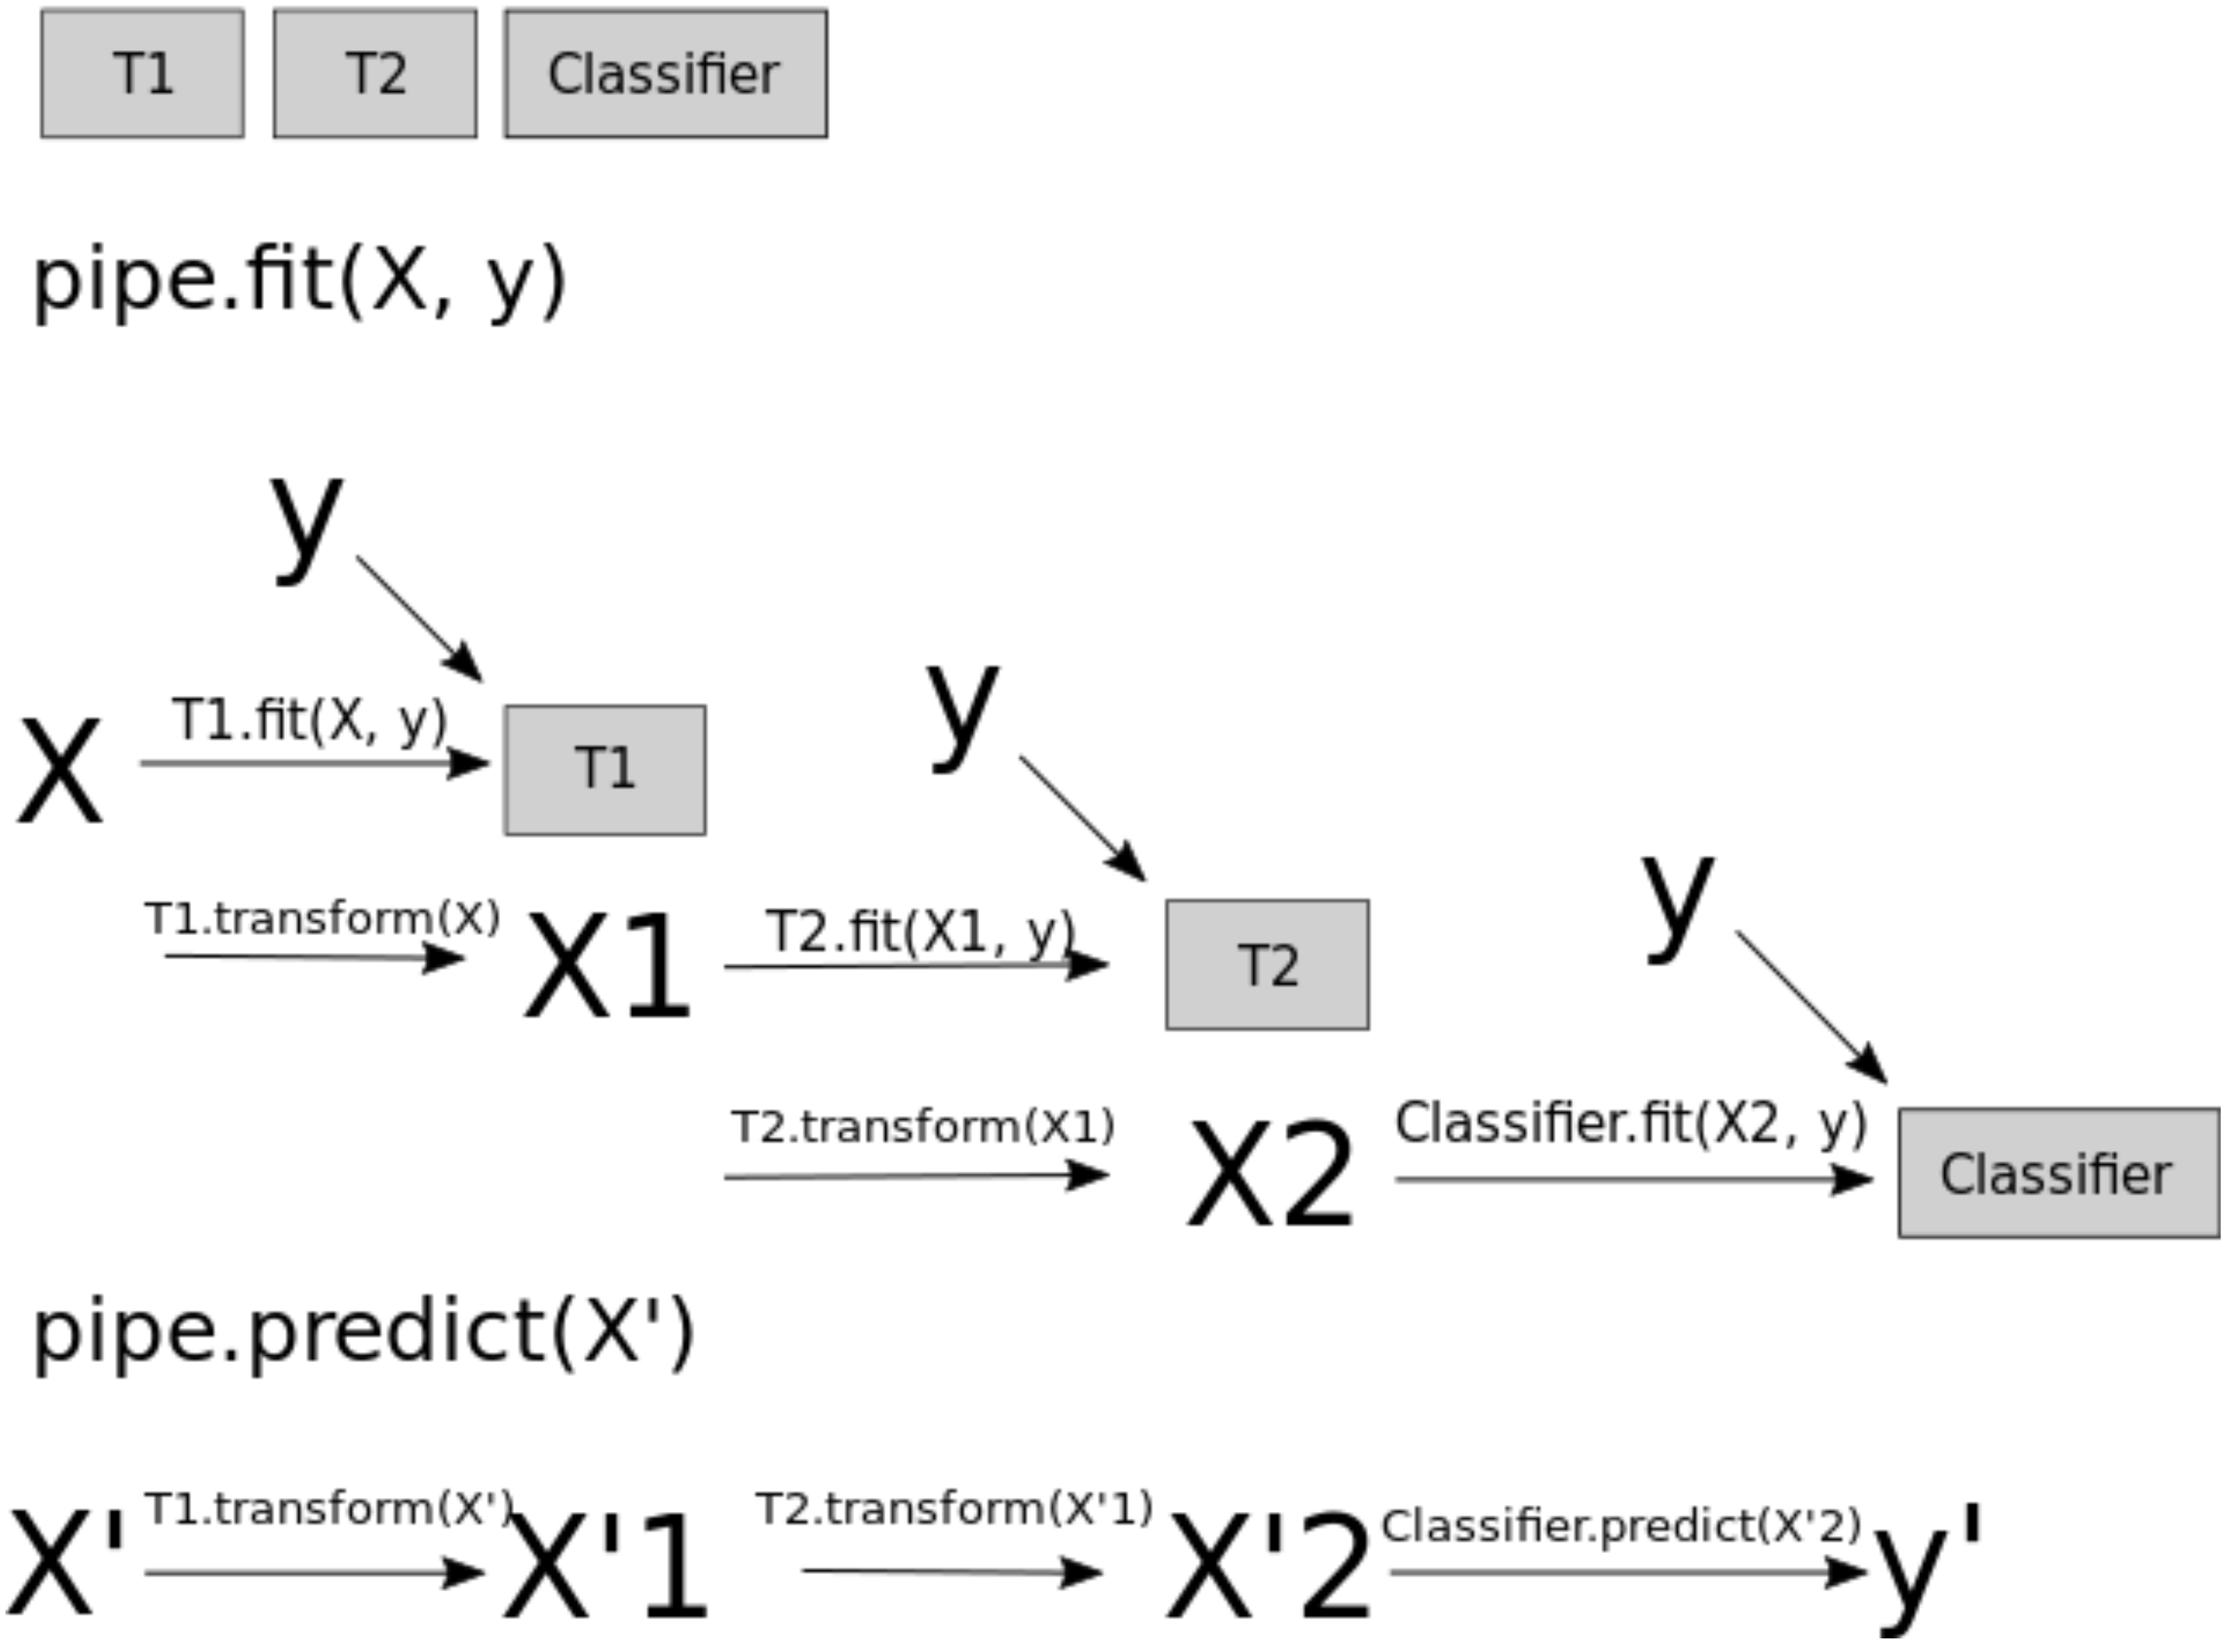 T1
T2
Classifier
pipe.fit(X, y)
y
X
T1.fit(X, y)
T1
y
T1.transform(X)
X1
T2.fit(X1, y)
T2
y
T2.transform(X1)
X2
Classifier.fit(X2, y)
Classifier
pipe.predict(X')
X'
T1.transform(X')
X'1
T2.transform(X'1)
X'2
Classifier.predict(X'2)
y'